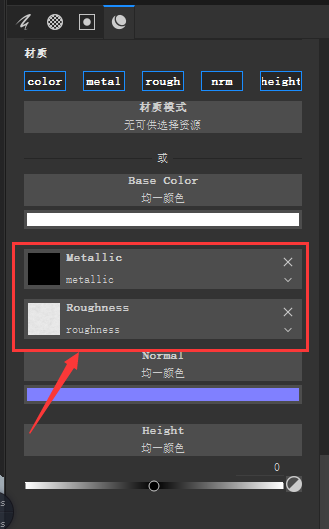 材质
color metal rough nrm height
材质模式
无可供选择资源
或
Base Color
均一颜色
Metallic
metallic
Roughness
roughness
Normal
均一颜色
Height
均一颜色
0
s
s